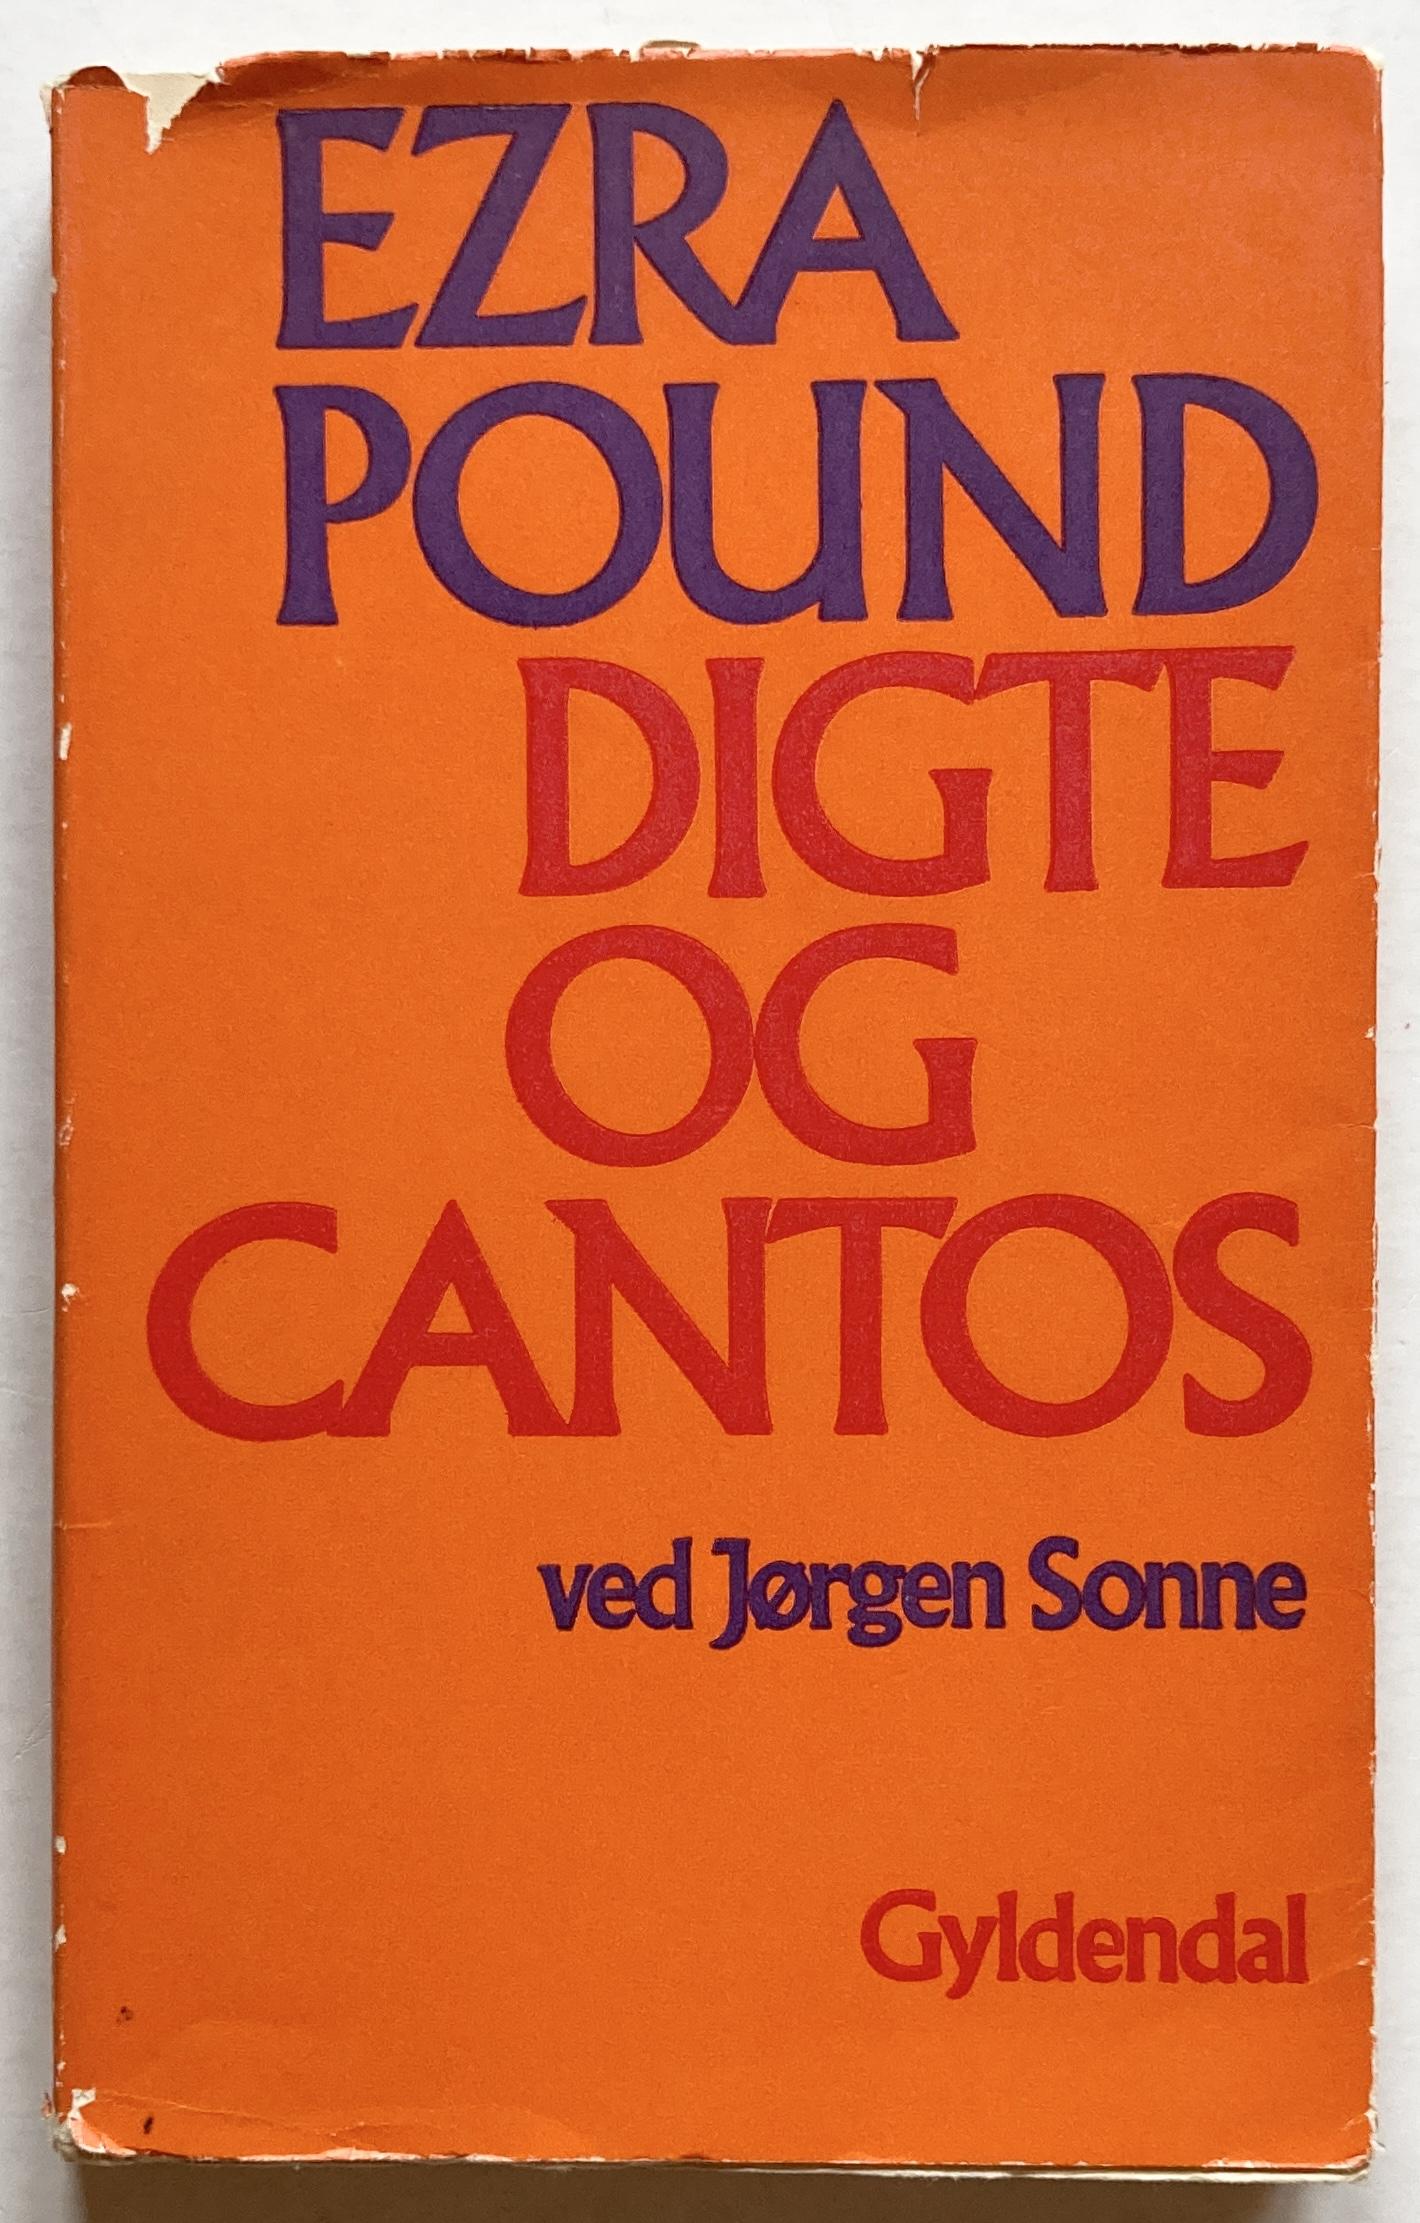 EZRA
POUND
DIGTE
OG
CANTOS
ved Jørgen Sonne
Gyldendal